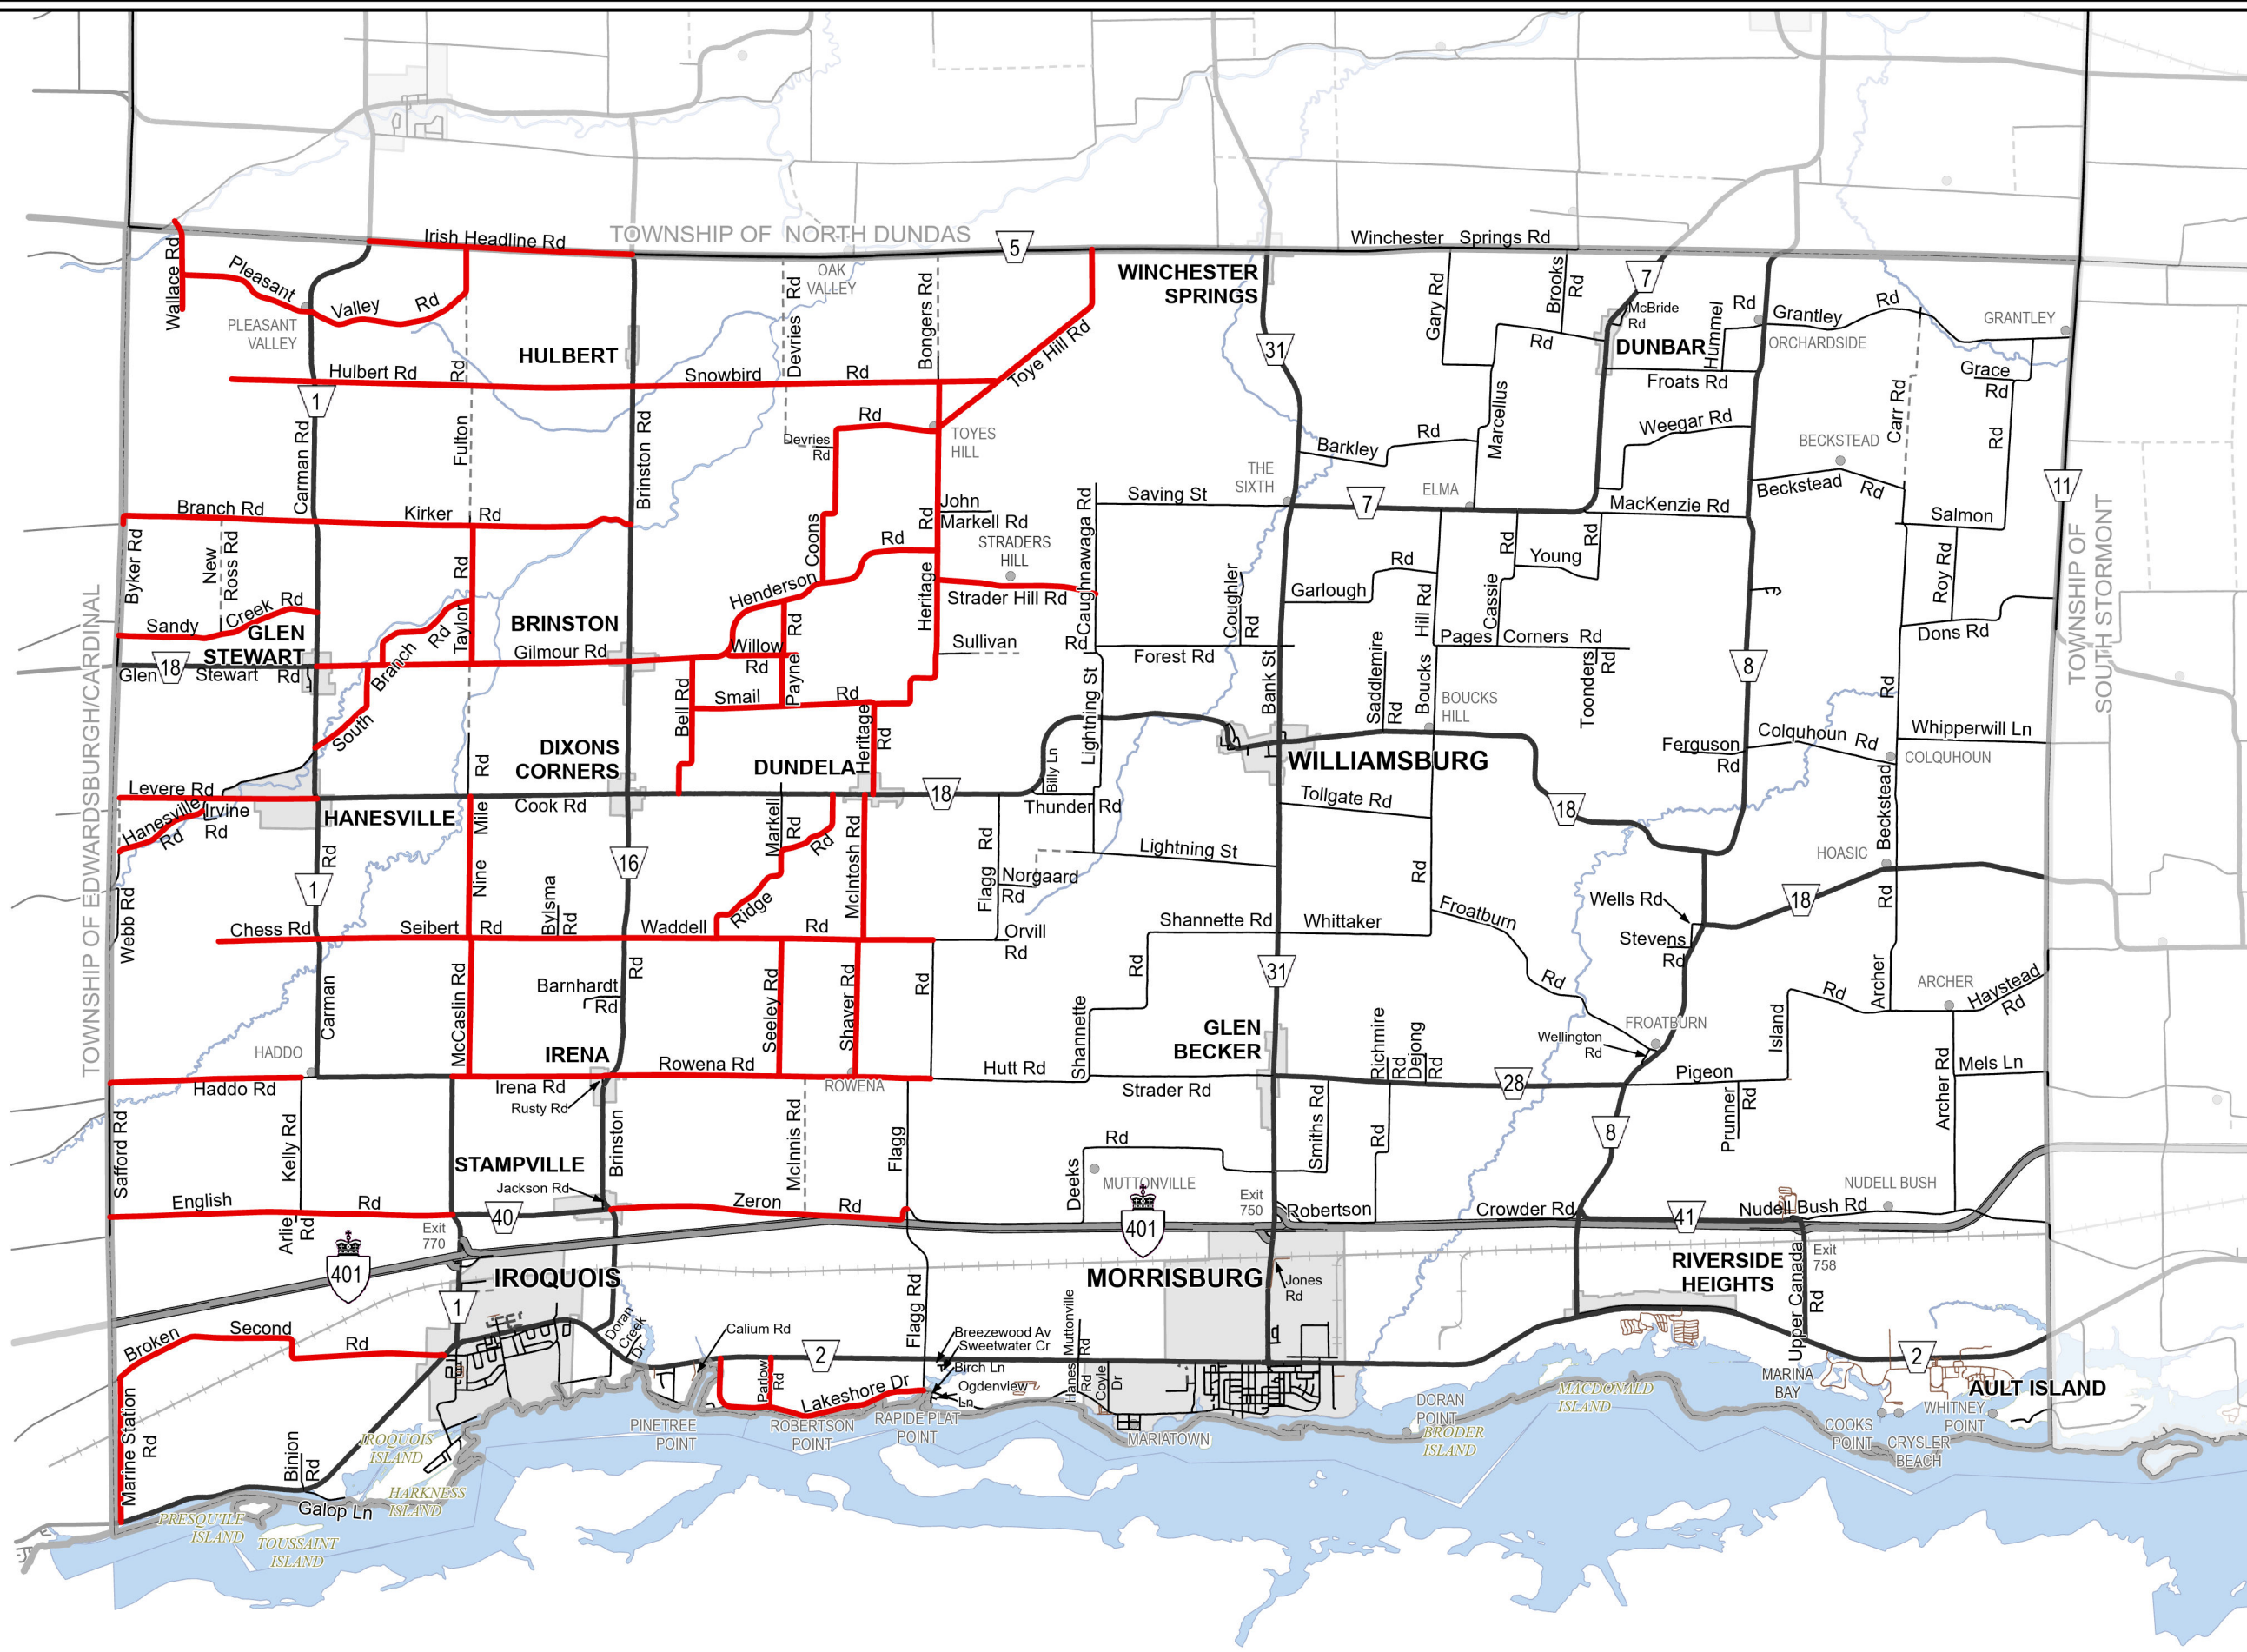 TOWNSHIP OF NORTH DUNDAS
Irish Headline Rd
5
Winchester Springs Rd
Wallace Rd
Pleasant
Valley
Rd
PLEASANT
VALLEY
OAK
VALLEY
Devries Rd
Bongers Rd
WINCHESTER
SPRINGS
Gary Rd
Brooks
Rd
7
McBride
Rd
Hummel
Rd
Grantley
Rd
GRANTLEY
ORCHARDSIDE
DUNBAR
Rd
HULBERT
31
Toye Hill Rd
Hulbert Rd
Snowbird
Rd
Rd
Froats Rd
Grace
Rd
1
Carman Rd
Fulton
Brinston Rd
Devries
Rd
Rd
TOYES
HILL
Barkley
Rd
Marcellus
Weegar Rd
BECKSTEAD
Carr Rd
Rd
THE
SIXTH
ELMA
7
Saving St
MacKenzie Rd
Beckstead
Rd
11
Salmon
Branch Rd
Kirker
Rd
John
Markell Rd
STRADERS
HILL
Caughnawaga Rd
Rd
Byker Rd
New
Ross Rd
Coons
Rd
Rd
Henderson
Heritage
Strader Hill Rd
Garlough
Rd
Coughler
Rd
Young
Rd
Cassie
Rd
Roy Rd
Sandy
Creek
Rd
GLEN
STEWART
BRINSTON
Taylor
Rd
Gilmour Rd
Willow
Rd
Payne
Rd
Sullivan
Rd
Forest Rd
Hill Rd
Boucks
Pages Corners Rd
Dons Rd
18
Glen
Stewart
Rd
Branch
Rd
South
Smail
Rd
Bell Rd
Heritage
Rd
Lightning St
Bank St
Saddlemire
Rd
BOUCKS
HILL
Toonders
Rd
8
Rd
TOWNSHIP OF
SOUTH STORMONT
TOWNSHIP OF EDWARDSBURGH/CARDINAL
DIXONS
CORNERS
DUNDELA
WILLIAMSBURG
Ferguson
Rd
Colquhoun
Rd
Whipperwill Ln
COLQUHOUN
Levere Rd
Hanesville
Rd
Irvine
Rd
HANESVILLE
Rd
Cook Rd
18
Billy Ln
Thunder Rd
Tollgate Rd
18
Beckstead
Rd
1
Nine
Mile
Rd
16
Markell
Rd
Rd
Ridge
McIntosh Rd
Flagg
Rd
Norgaard
Rd
Lightning St
Rd
HOASIC
Webb Rd
Chess Rd
Seibert
Rd
Bylsma
Rd
Waddell
Rd
Orvill
Rd
Shannette Rd
Whittaker
Froatburn
Rd
Wells Rd
Stevens
Rd
18
Carman
McCaslin Rd
Barnhardt
Rd
Rd
Seeley Rd
Shaver Rd
Rd
Rd
Shannette
31
Island
Rd
Archer
ARCHER
Haystead
Rd
HADDO
IRENA
GLEN
BECKER
Richmire
Rd
Dejong
Rd
Wellington
Rd
FROATBURN
Haddo Rd
Irena Rd
Rusty Rd
Rowena Rd
ROWENA
Hutt Rd
Strader Rd
28
Pigeon
Mels Ln
Archer Rd
Safford Rd
Kelly Rd
Brinston
McInnis Rd
Flagg
Deeks
Rd
MUTTONVILLE
Smiths Rd
Rd
8
Prunner
Rd
STAMPVILLE
Jackson Rd
English
Rd
Arlie
Rd
40
Zeron
Rd
401
Exit
750
Robertson
Crowder Rd
41
Nudell Bush Rd
NUDELL BUSH
Exit
770
401
IROQUOIS
MORRISBURG
Jones
Rd
RIVERSIDE
HEIGHTS
Upper Canada
Rd
Exit
758
1
Broken
Second
Rd
Marine Station
Rd
Doran
Creek
Dr
Calium Rd
2
Parlow
Rd
Lakeshore Dr
Flagg Rd
Breezewood Av
Sweetwater Cr
Birch Ln
Ogdenview
Ln
Hanes
Rd
Muttonville
Rd
Coyle
Dr
2
PINETREE
POINT
ROBERTSON
POINT
RAPIDE PLAT
POINT
MARIATOWN
DORAN
POINT
BRODER
ISLAND
MACDONALD
ISLAND
MARINA
BAY
AULT ISLAND
WHITNEY
POINT
COOKS
POINT
CRYSLER
BEACH
Binion
Rd
Galop Ln
IROQUOIS
ISLAND
HARKNESS
ISLAND
PRESQU'ILE
ISLAND
TOUSSAINT
ISLAND